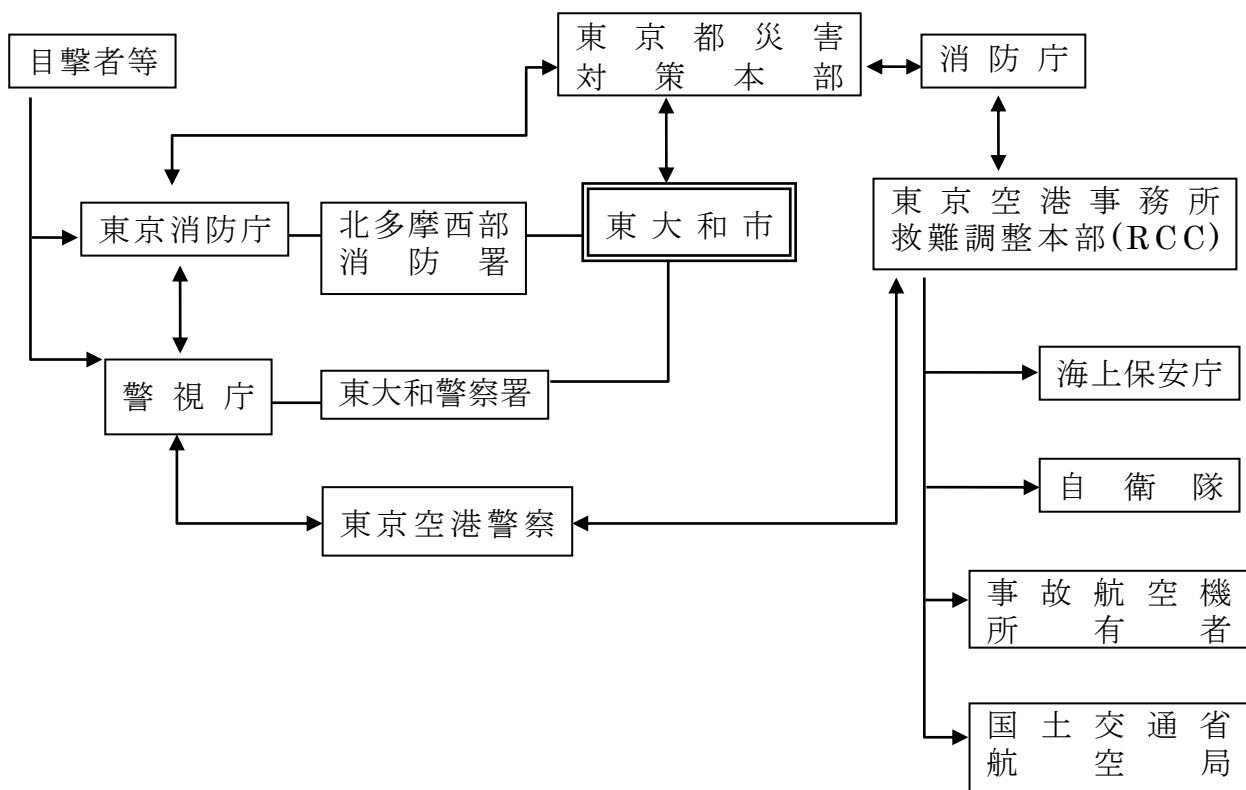 目撃者等
東京都災害
対策本部
消防庁
東京消防庁
北多摩西部
消防署
東大和市
東京空港事務所
救難調整本部(RCC)
警視庁
東大和警察署
海上保安庁
自衛隊
東京空港警察
事故航空機
所有者
国土交通省
航空局